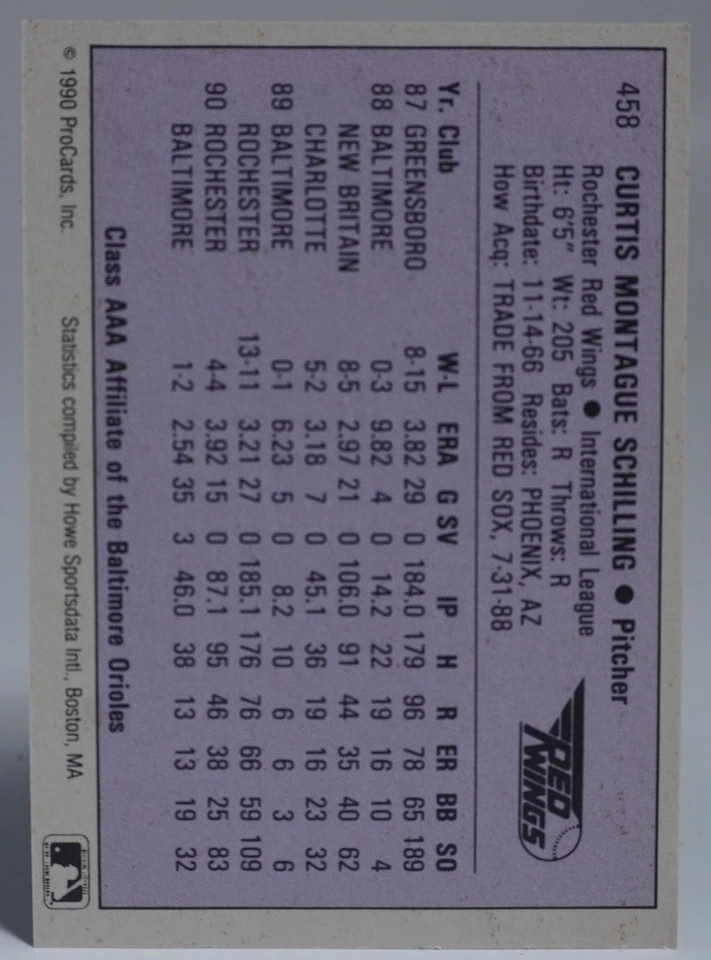 458 CURTIS MONTAGUE SCHILLING ● Pitcher
Rochester Red Wings ● International League
Ht: 6'5" Wt: 205 Bats: R Throws: R
Birthdate: 11-14-66 Resides: PHOENIX, AZ
How Acq: TRADE FROM RED SOX, 7-31-88
RED WINGS
Yr. Club W-L ERA G SV IP H R ER BB SO
87 GREENSBORO 8-15 3.82 29 0 184.0 179 96 78 65 189
88 BALTIMORE 0-3 9.82 4 0 14.2 22 19 16 10 4
NEW BRITAIN 8-5 2.97 21 0 106.0 91 44 35 40 62
CHARLOTTE 5-2 3.18 7 0 45.1 36 19 16 23 32
89 BALTIMORE 0-1 6.23 5 0 8.2 10 6 6 3 6
ROCHESTER 13-11 3.21 27 0 185.1 176 76 66 59 109
90 ROCHESTER 4-4 3.92 15 0 87.1 95 46 38 25 83
BALTIMORE 1-2 2.54 35 3 46.0 38 13 13 19 32
Class AAA Affiliate of the Baltimore Orioles
© 1990 ProCards, Inc. Statistics compiled by Howe Sportsdata Intl., Boston, MA